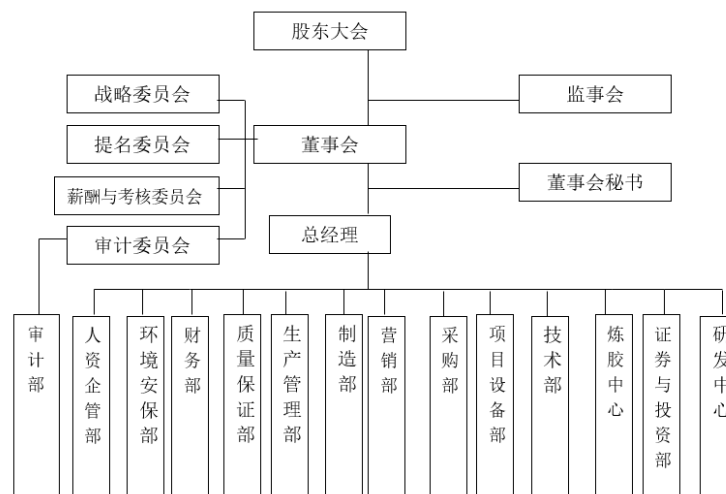 股东大会
战略委员会
监事会
提名委员会
董事会
薪酬与考核委员会
董事会秘书
审计委员会
总经理
审计部
人资企管部
环境安保部
财务部
质量保证部
生产管理部
制造部
营销部
采购部
项目设备部
技术部
炼胶中心
证券与投资部
研发中心